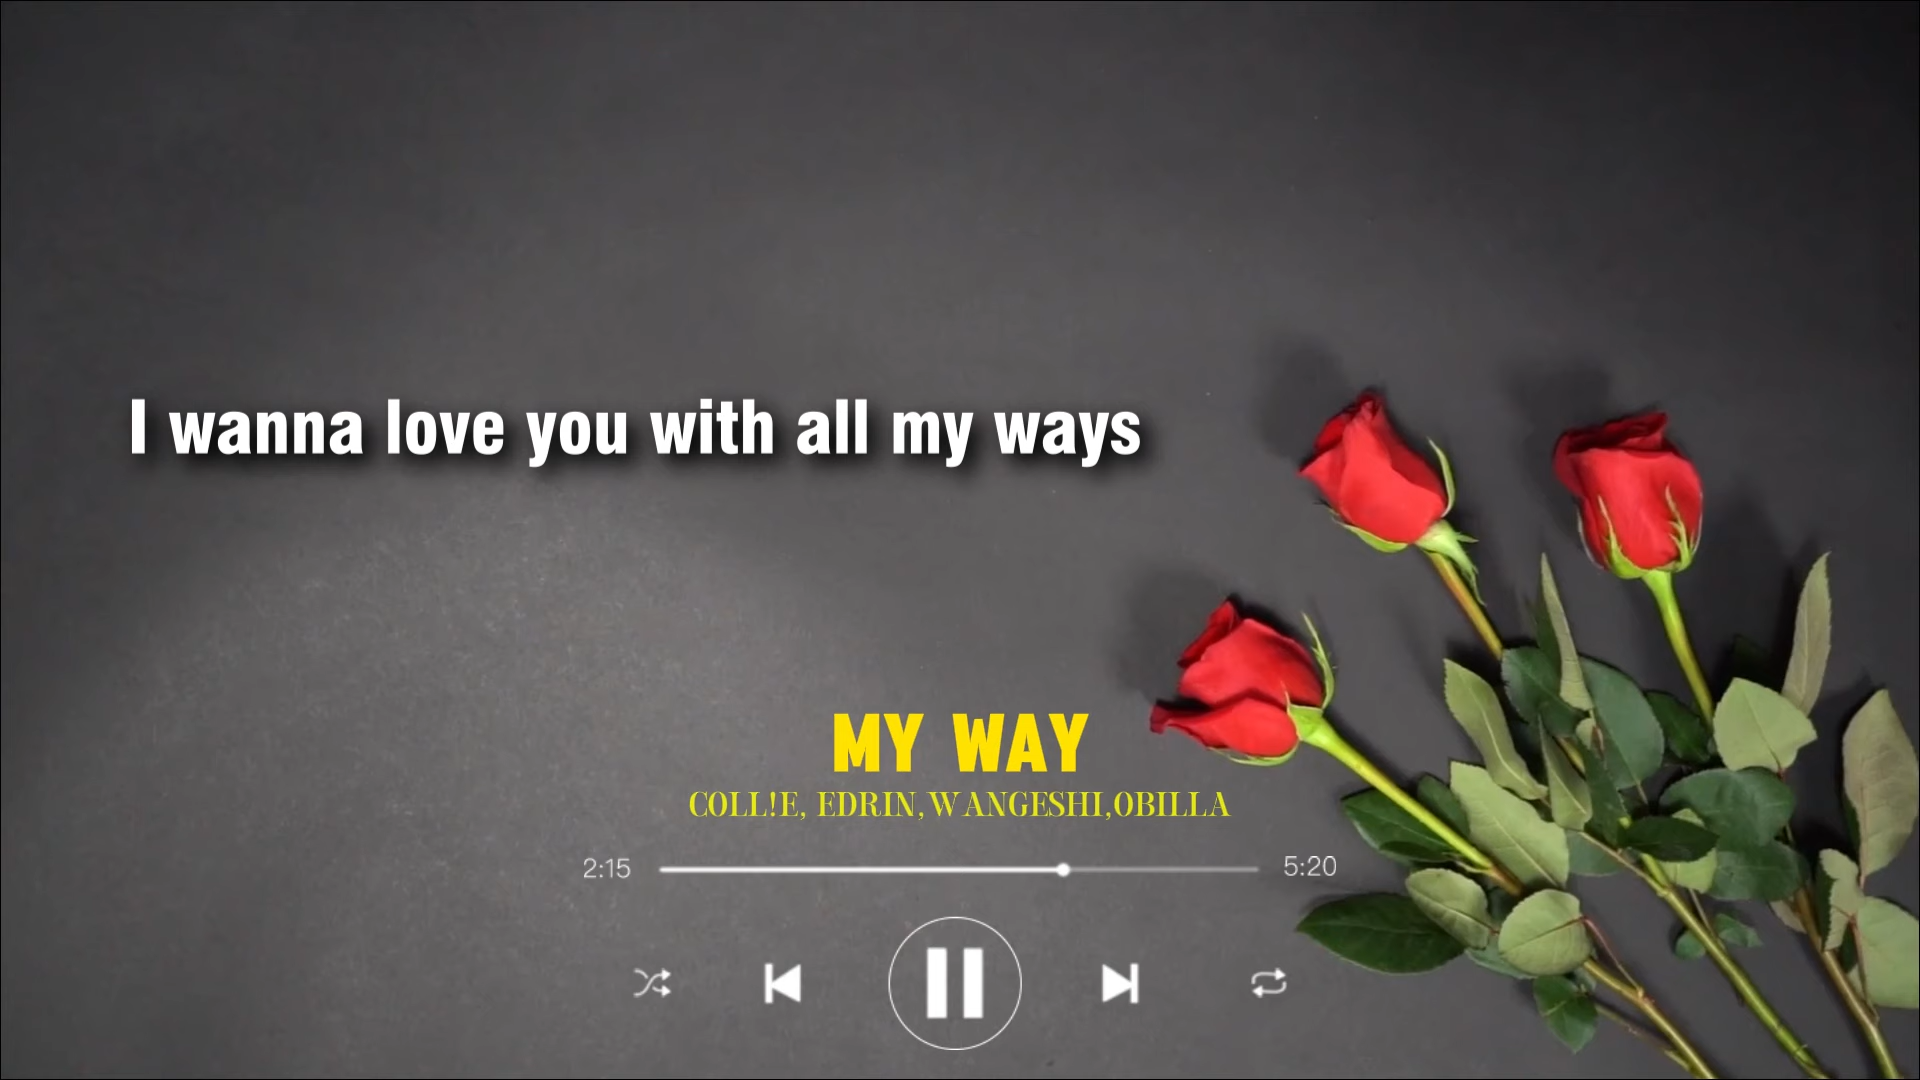 I wanna love you with all my ways
MY WAY
COLL!E, EDRIN,WANGESHI,OBILLA
2:15
5:20